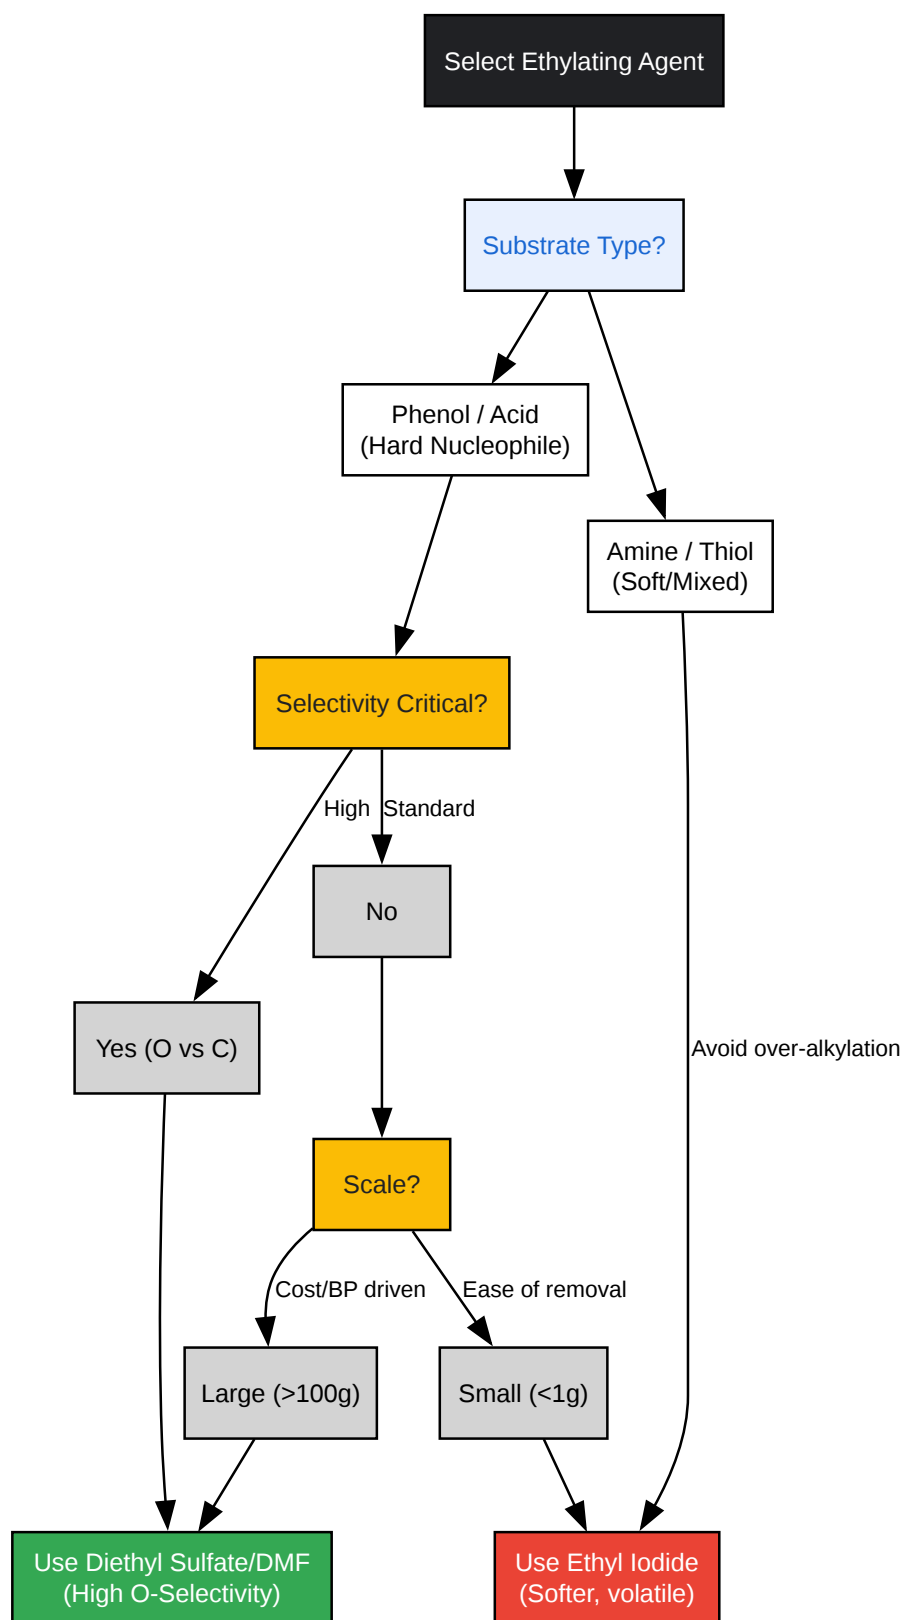 Select Ethylating Agent
Substrate Type?
Phenol / Acid
(Hard Nucleophile)
Amine / Thiol
(Soft/Mixed)
Selectivity Critical?
High
Standard
No
Yes (O vs C)
Avoid over-alkylation
Scale?
Cost/BP driven
Ease of removal
Large (>100g)
Small (<1g)
Use Diethyl Sulfate/DMF
(High O-Selectivity)
Use Ethyl Iodide
(Softer, volatile)